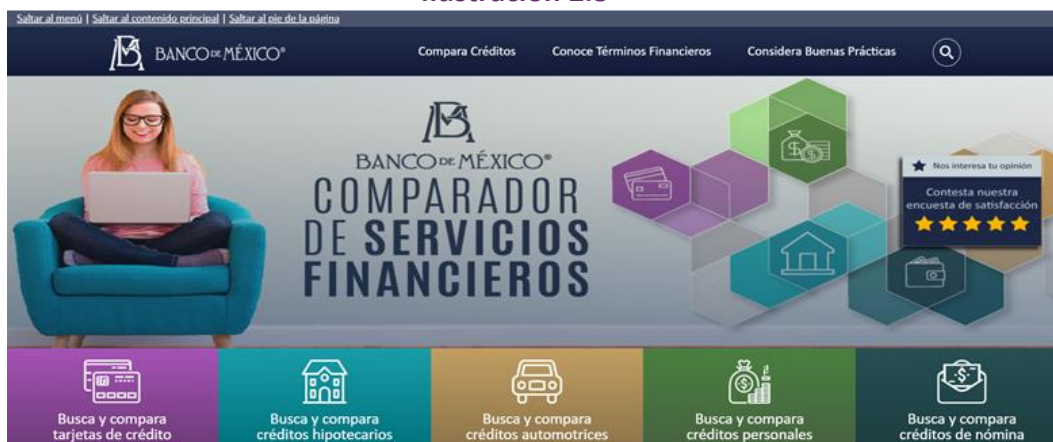 Saltar al menú | Saltar al contenido principal | Saltar al pie de la página
BANCO DE MÉXICO®
Compara Créditos
Conoce Términos Financieros
Considera Buenas Prácticas
BANCO DE MÉXICO®
COMPARADOR
DE SERVICIOS
FINANCIEROS
Nos interesa tu opinión
Contesta nuestra
encuesta de satisfacción
Busca y compara
tarjetas de crédito
Busca y compara
créditos hipotecarios
Busca y compara
créditos automotrices
Busca y compara
créditos personales
Busca y compara
créditos de nómina